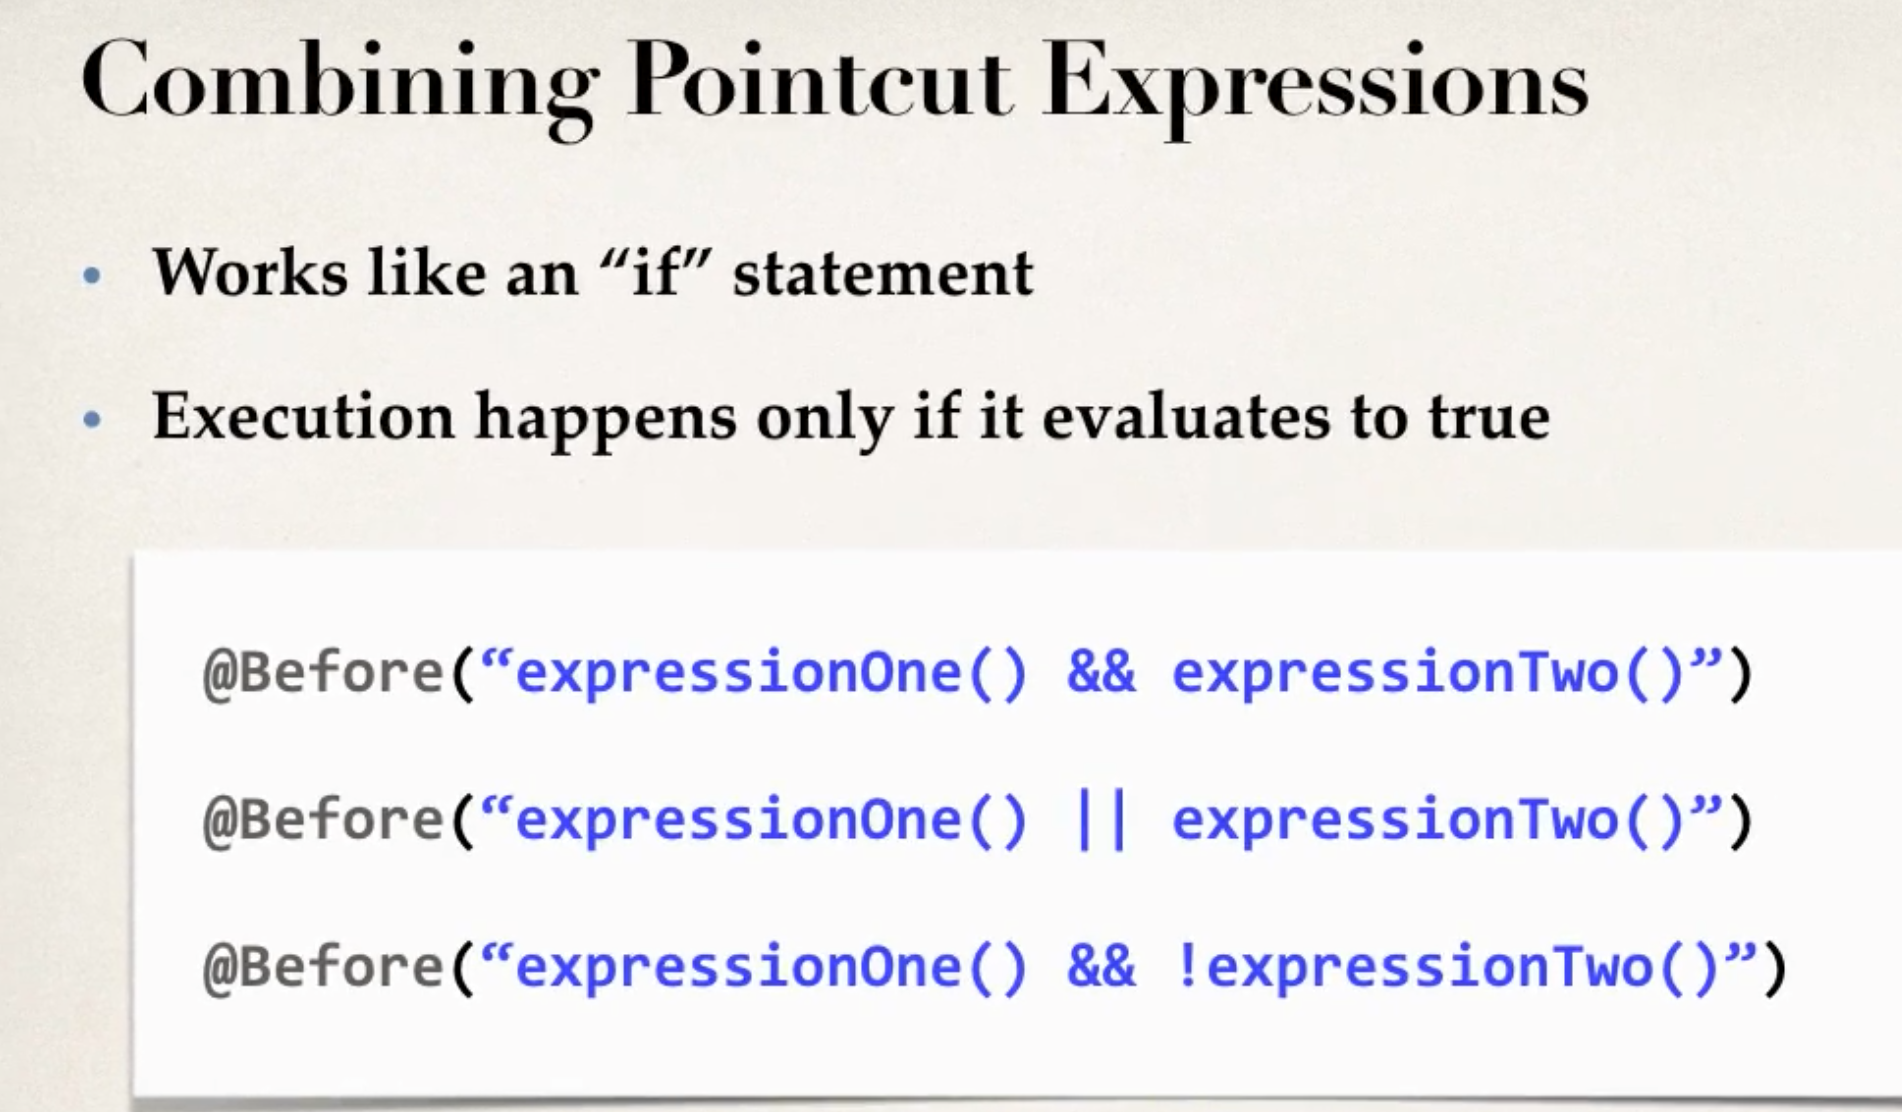 Combining Pointcut Expressions
• Works like an “if” statement
• Execution happens only if it evaluates to true
@Before(“expressionOne() && expressionTwo()”)
@Before(“expressionOne() || expressionTwo()”)
@Before(“expressionOne() && !expressionTwo()”)